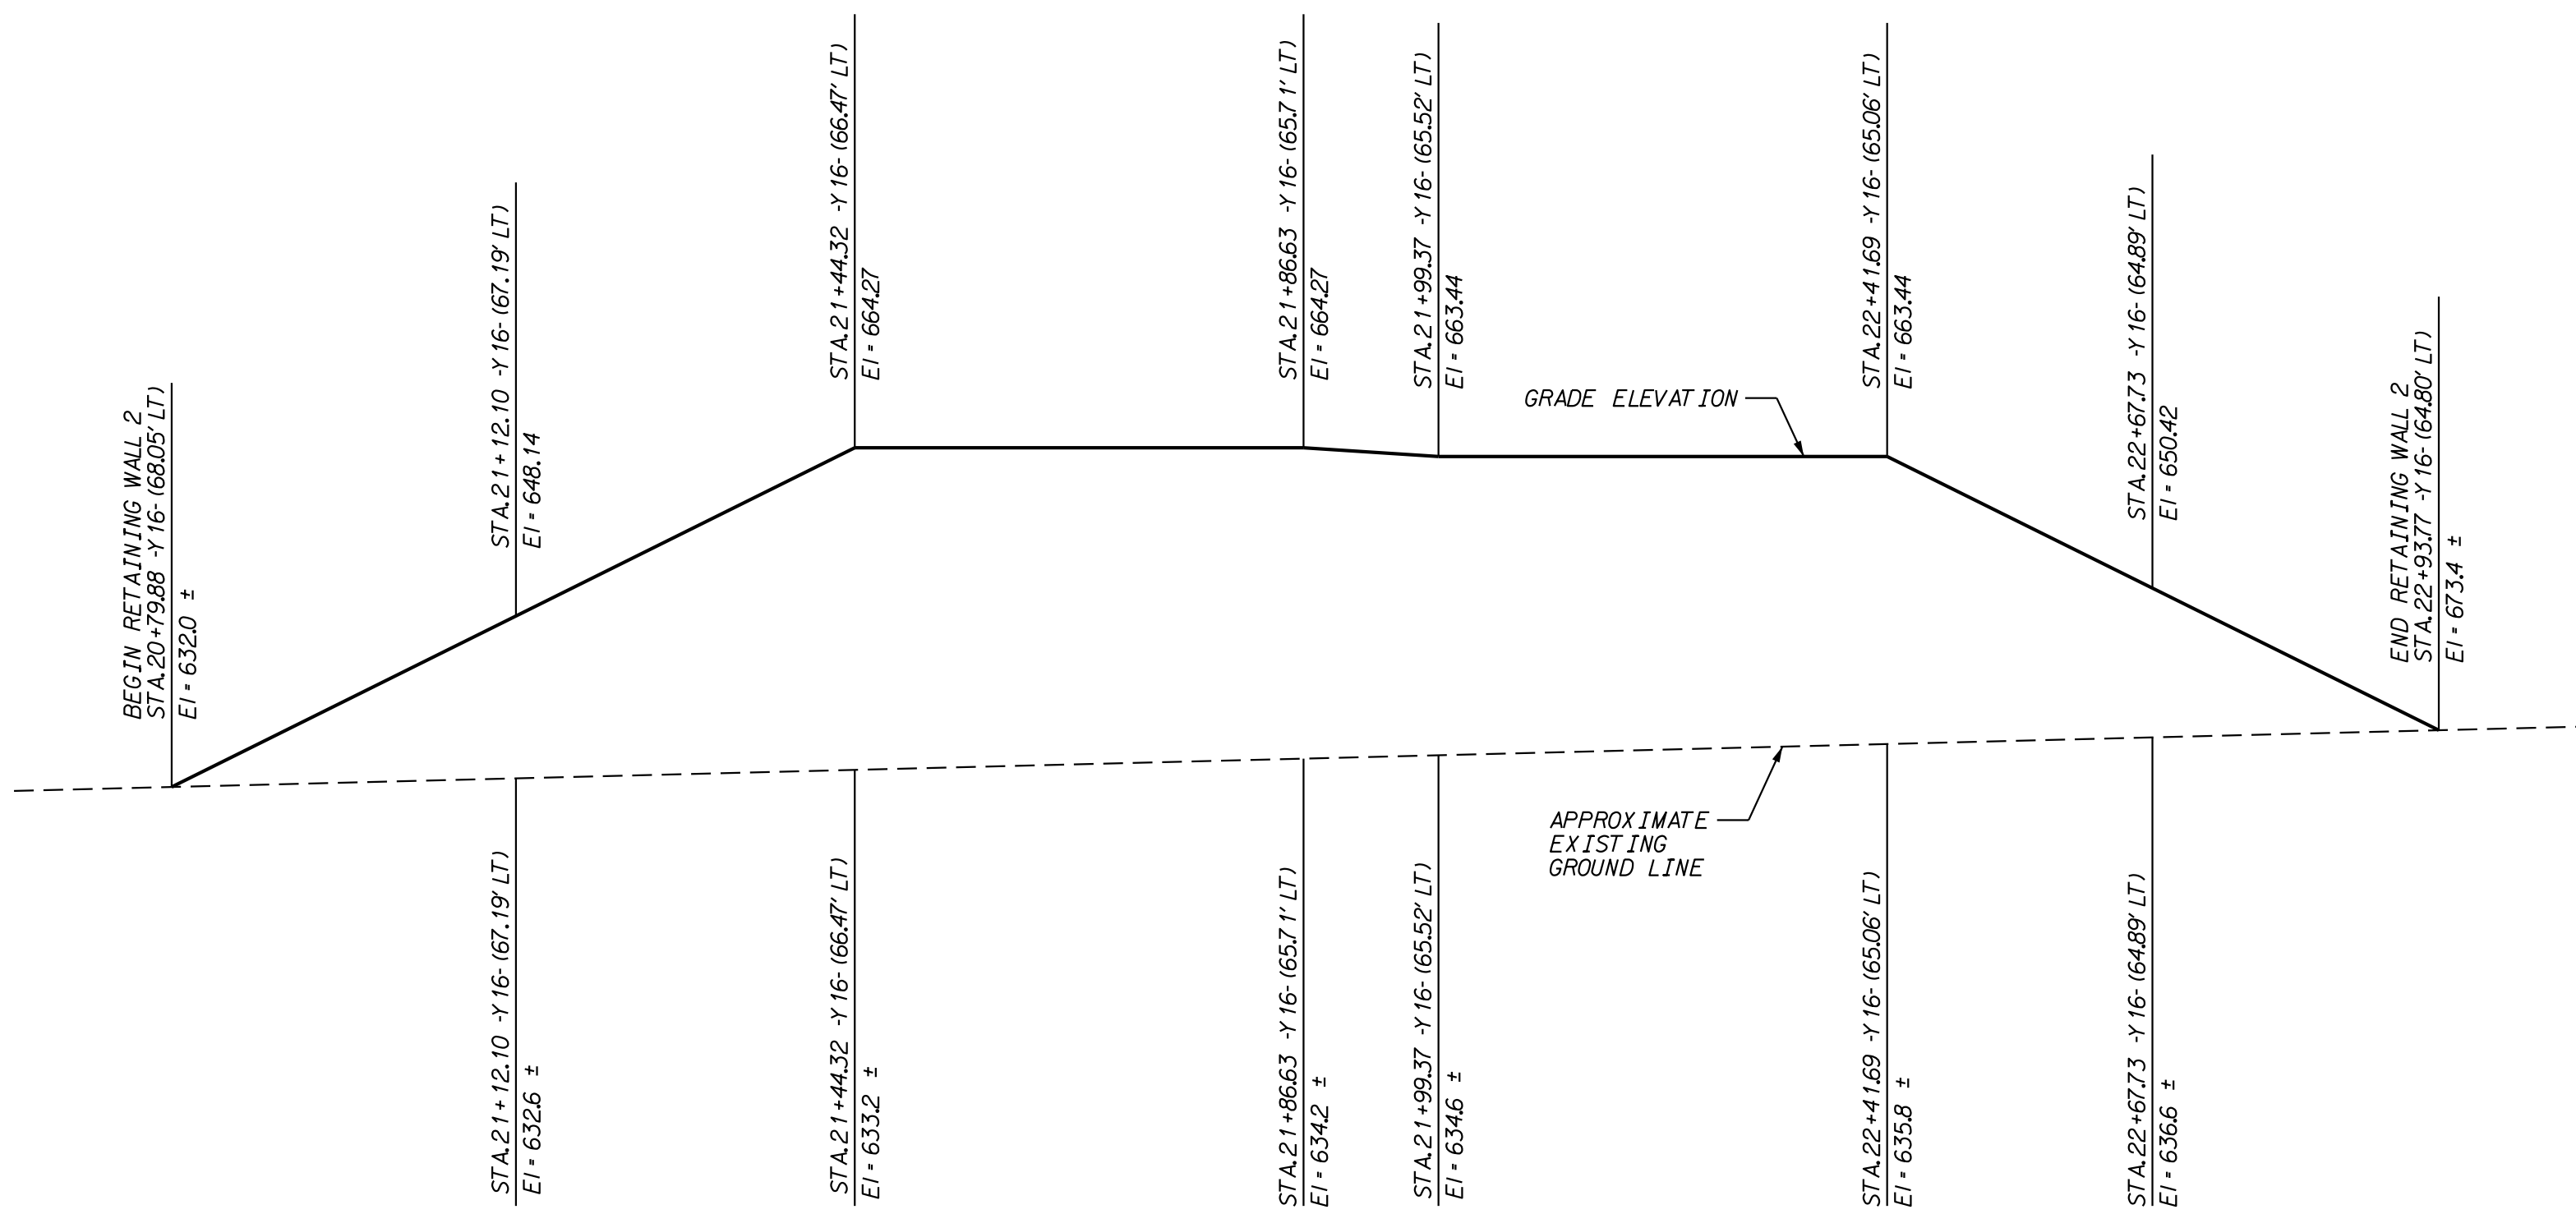 BEGIN RETAINING WALL 2
STA. 20+79.88 -Y16- (68.05' LT)
El = 632.0 ±
STA. 21+12.10 -Y16- (67.19' LT)
El = 648.14
STA. 21+44.32 -Y16- (66.47' LT)
El = 664.27
STA. 21+86.63 -Y16- (65.71' LT)
El = 664.27
STA. 21+99.37 -Y16- (65.52' LT)
El = 663.44
GRADE ELEVATION
STA. 22+41.69 -Y16- (65.06' LT)
El = 663.44
STA. 22+67.73 -Y16- (64.89' LT)
El = 650.42
END RETAINING WALL 2
STA. 22+93.77 -Y16- (64.80' LT)
El = 673.4 ±
STA. 21+12.10 -Y16- (67.19' LT)
El = 632.6 ±
STA. 21+44.32 -Y16- (66.47' LT)
El = 633.2 ±
STA. 21+86.63 -Y16- (65.71' LT)
El = 634.2 ±
STA. 21+99.37 -Y16- (65.52' LT)
El = 634.6 ±
APPROXIMATE
EXISTING
GROUND LINE
STA. 22+41.69 -Y16- (65.06' LT)
El = 635.8 ±
STA. 22+67.73 -Y16- (64.89' LT)
El = 636.6 ±